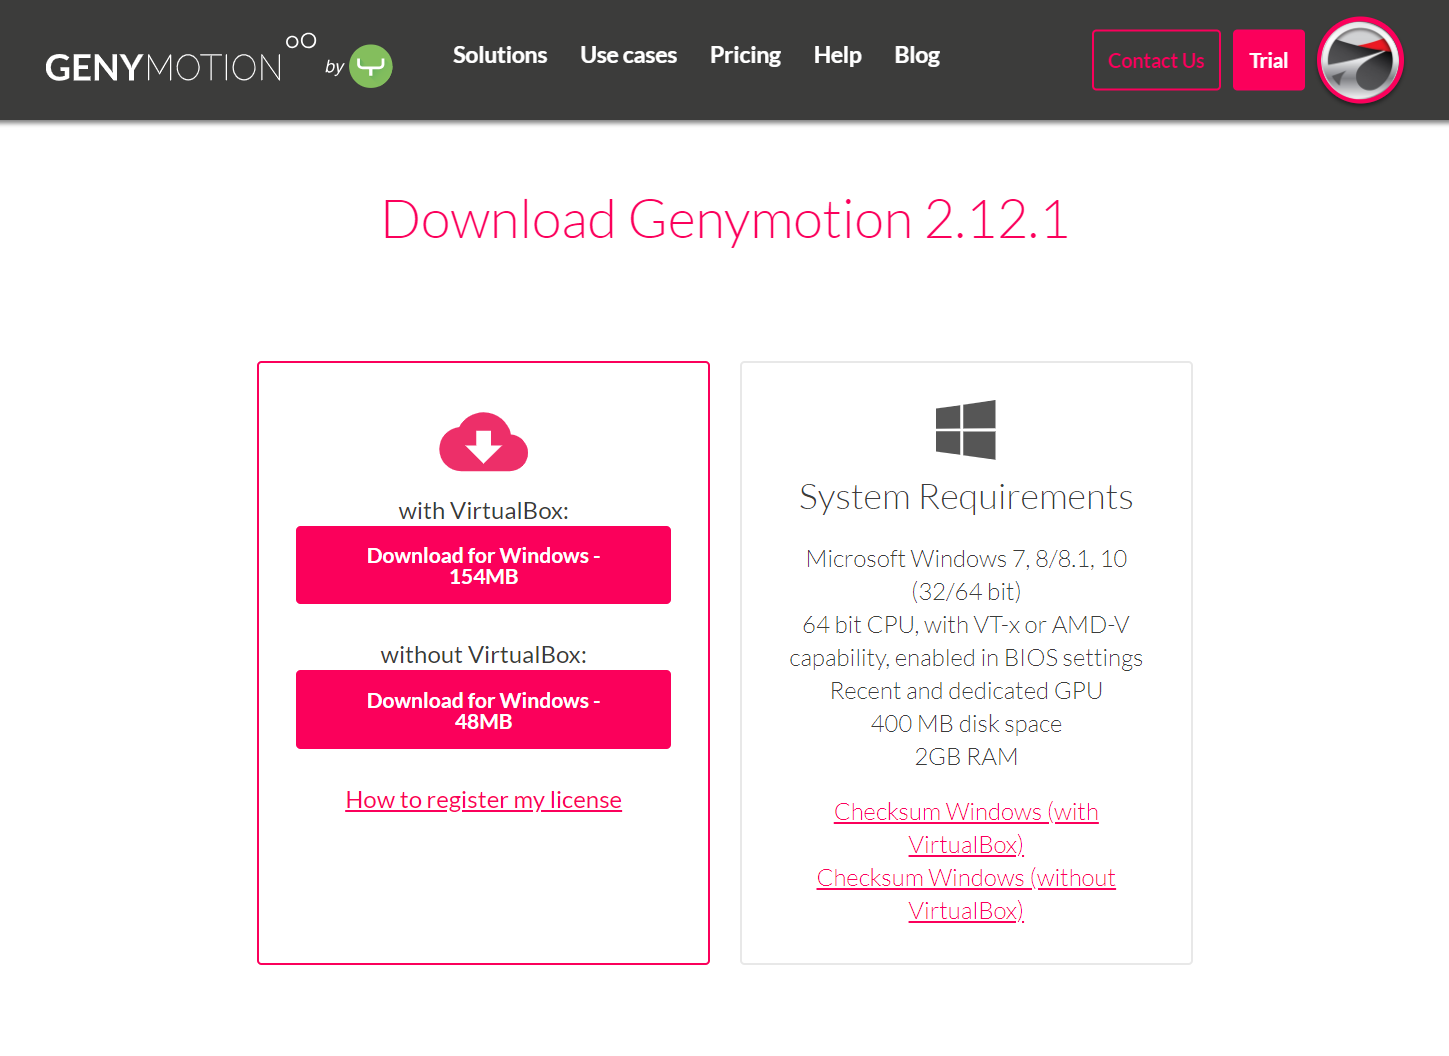 GENYMOTION oO by
Solutions
Use cases
Pricing
Help
Blog
Contact Us
Trial
Download Genymotion 2.12.1
with VirtualBox:
Download for Windows -
154MB
without VirtualBox:
Download for Windows -
48MB
How to register my license
System Requirements
Microsoft Windows 7, 8/8.1, 10
(32/64 bit)
64 bit CPU, with VT-x or AMD-V
capability, enabled in BIOS settings
Recent and dedicated GPU
400 MB disk space
2GB RAM
Checksum Windows (with
VirtualBox)
Checksum Windows (without
VirtualBox)